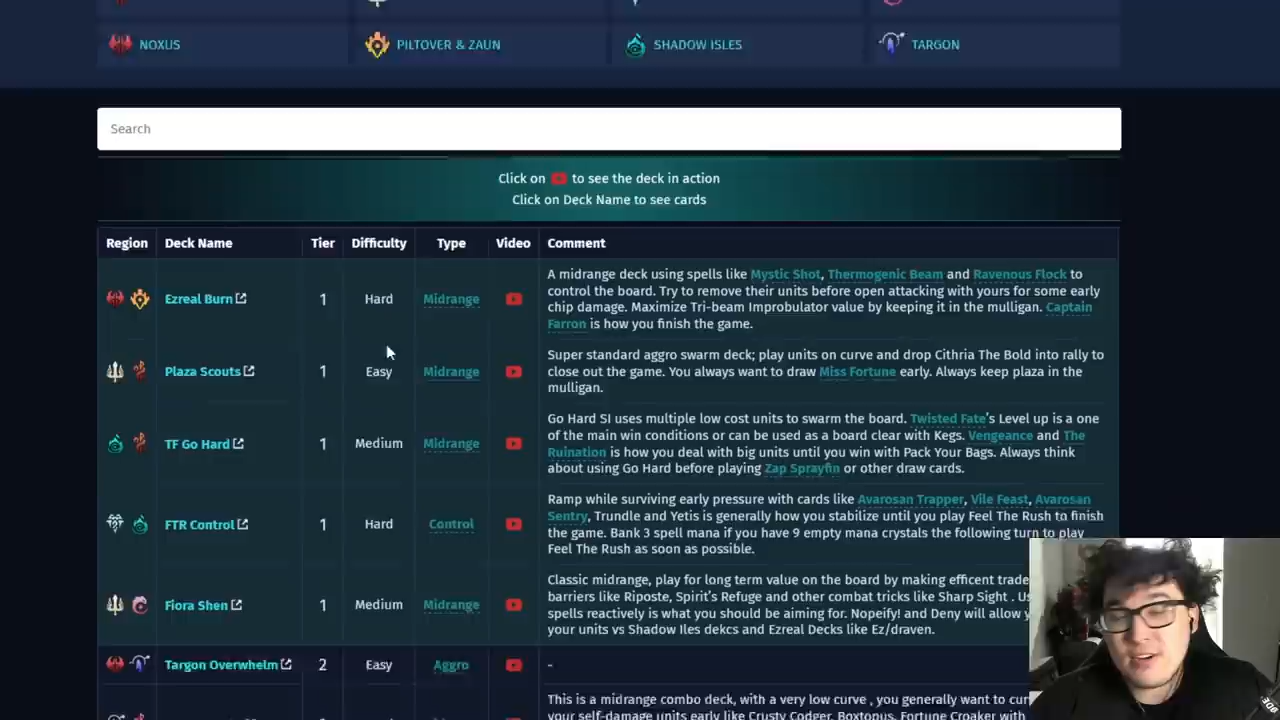 NOXUS
PILTOVER & ZAUN
SHADOW ISLES
TARGON
Search
Click on to see the deck in action
Click on Deck Name to see cards
Region Deck Name Tier Difficulty Type Video Comment
Ezreal Burn 1 Hard Midrange
A midrange deck using spells like Mystic Shot, Thermogenic Beam and Ravenous Flock to
control the board. Try to remove their units before open attacking with yours for some early
chip damage. Maximize Tri-beam Improbulator value by keeping it in the mulligan. Captain
Farron is how you finish the game.
Plaza Scouts 1 Easy Midrange
Super standard aggro swarm deck; play units on curve and drop Cithria The Bold into rally to
close out the game. You always want to draw Miss Fortune early. Always keep plaza in the
mulligan.
TF Go Hard 1 Medium Midrange
Go Hard SI uses multiple low cost units to swarm the board. Twisted Fate's Level up is a one
of the main win conditions or can be used as a board clear with Kegs. Vengeance and The
Ruination is how you deal with big units until you win with Pack Your Bags. Always think
about using Go Hard before playing Zap Sprayfin or other draw cards.
FTR Control 1 Hard Control
Ramp while surviving early pressure with cards like Avarosan Trapper, Vile Feast, Avarosan
Sentry, Trundle and Yetis is generally how you stabilize until you play Feel The Rush to finish
the game. Bank 3 spell mana if you have 9 empty mana crystals the following turn to play
Feel The Rush as soon as possible.
Fiora Shen 1 Medium Midrange
Classic midrange, play for long term value on the board by making efficent trade
barriers like Riposte, Spirit's Refuge and other combat tricks like Sharp Sight . Us
spells reactively is what you should be aiming for. Nopeify! and Deny will allow y
your units vs Shadow Iles dekcs and Ezreal Decks like Ez/draven.
Targon Overwhelm 2 Easy Aggro -
This is a midrange combo deck, with a very low curve , you generally want to cur
your self-damage units early like Crusty Codger, Boxtopus, Fortune Croaker with